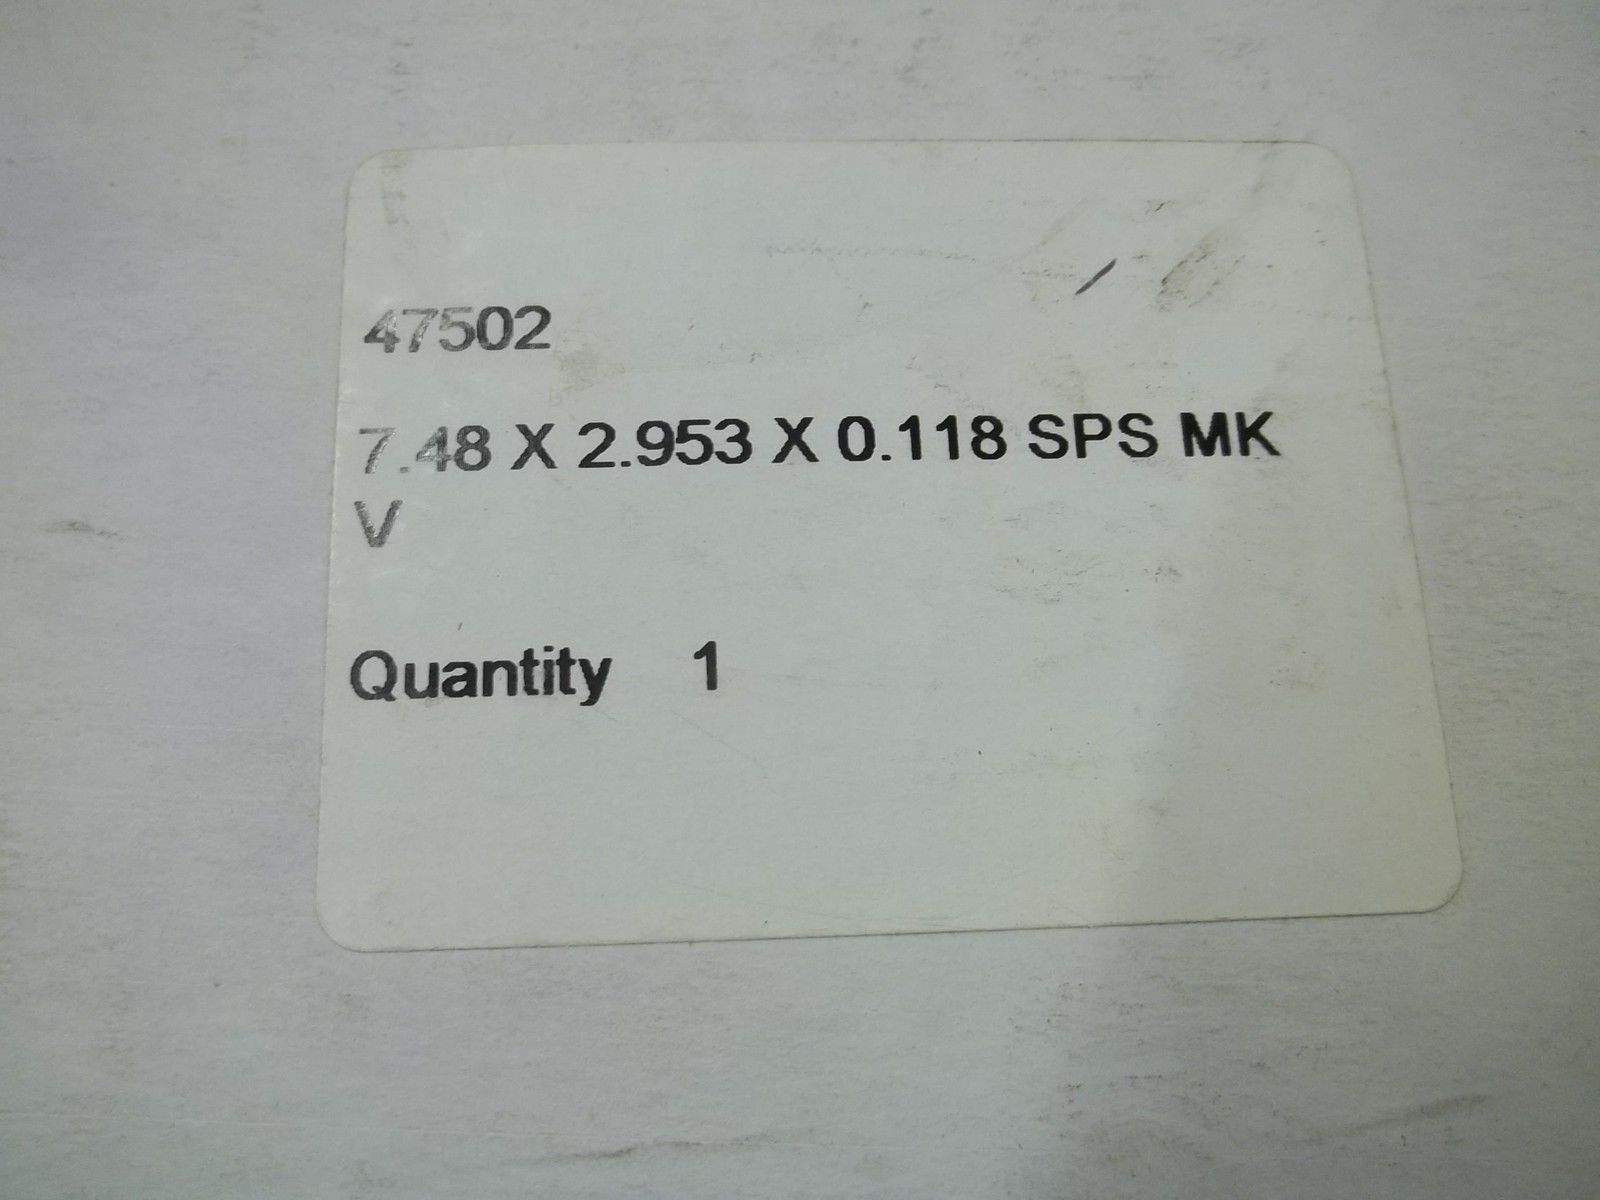 47502
7.48 X 2.953 X 0.118 SPS MK
V
Quantity 1